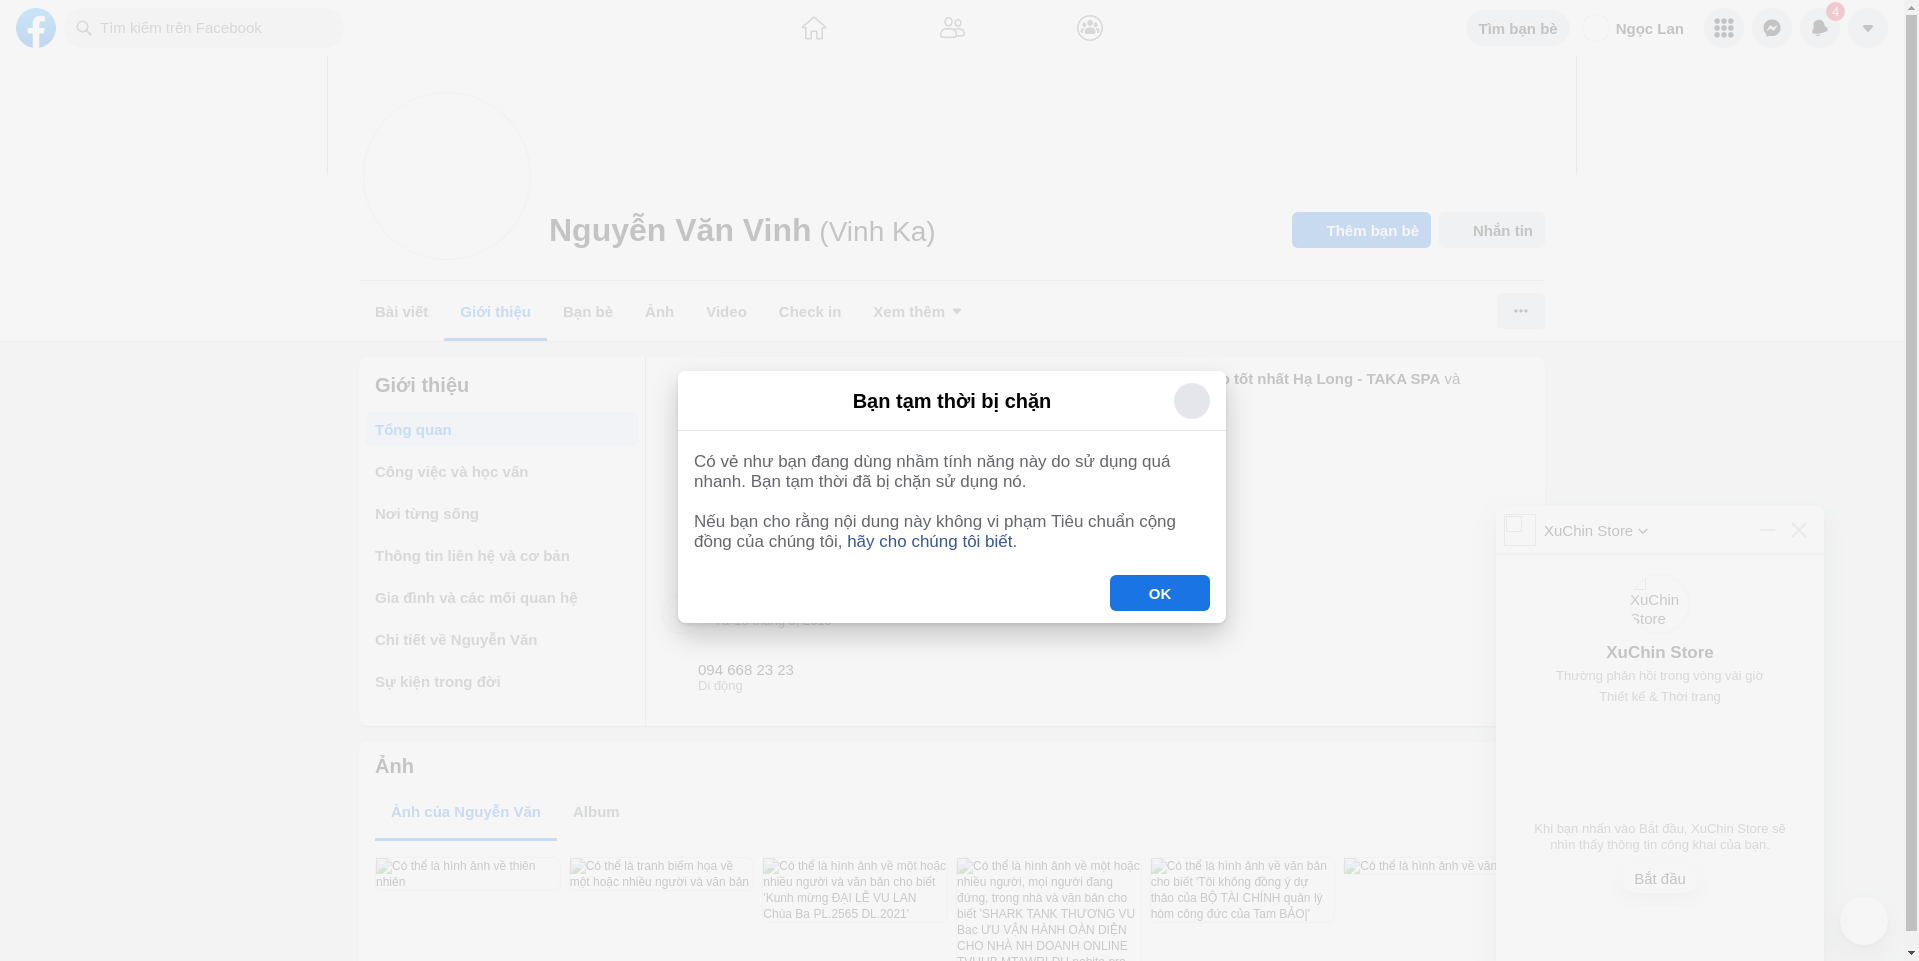 Tìm kiếm trên Facebook
Tìm bạn bè
Ngọc Lan
4
Nguyễn Văn Vinh (Vinh Ka)
Thêm bạn bè
Nhắn tin
Bài viết
Giới thiệu
Bạn bè
Ảnh
Video
Check in
Xem thêm
Giới thiệu
Tổng quan
Công việc và học vấn
Nơi từng sống
Thông tin liên hệ và cơ bản
Gia đình và các mối quan hệ
Chi tiết về Nguyễn Văn
Sự kiện trong đời
tốt nhất Hạ Long - TAKA SPA và
Bạn tạm thời bị chặn
Có vẻ như bạn đang dùng nhầm tính năng này do sử dụng quá
nhanh. Bạn tạm thời đã bị chặn sử dụng nó.
Nếu bạn cho rằng nội dung này không vi phạm Tiêu chuẩn cộng
đồng của chúng tôi, hãy cho chúng tôi biết.
OK
094 668 23 23
Di động
XuChin Store
XuChin
Store
XuChin Store
Thường phản hồi trong vòng vài giờ
Thiết kế & Thời trang
Khi bạn nhấn vào Bắt đầu, XuChin Store sẽ
nhìn thấy thông tin công khai của bạn.
Bắt đầu
Ảnh
Ảnh của Nguyễn Văn
Album
Có thể là hình ảnh về thiên
nhiên
Có thể là tranh biếm họa về
một hoặc nhiều người và văn bản
Có thể là hình ảnh về một hoặc
nhiều người và văn bản cho biết
'Kunh mừng ĐẠI LỄ VU LAN
Chùa Ba PL.2565 DL.2021'
Có thể là hình ảnh về một hoặc
nhiều người, mọi người đang
đứng, trong nhà và văn bản cho
biết 'SHARK TANK THƯƠNG VU
Bac ƯU VẬN HÀNH OÀN DIỆN
CHO NHÀ NH DOANH ONLINE
Có thể là hình ảnh về văn bản
cho biết 'Tôi không đồng ý dự
thảo của BỘ TÀI CHÍNH quản lý
hòm công đức của Tam BẢO|'
Có thể là hình ảnh về văn